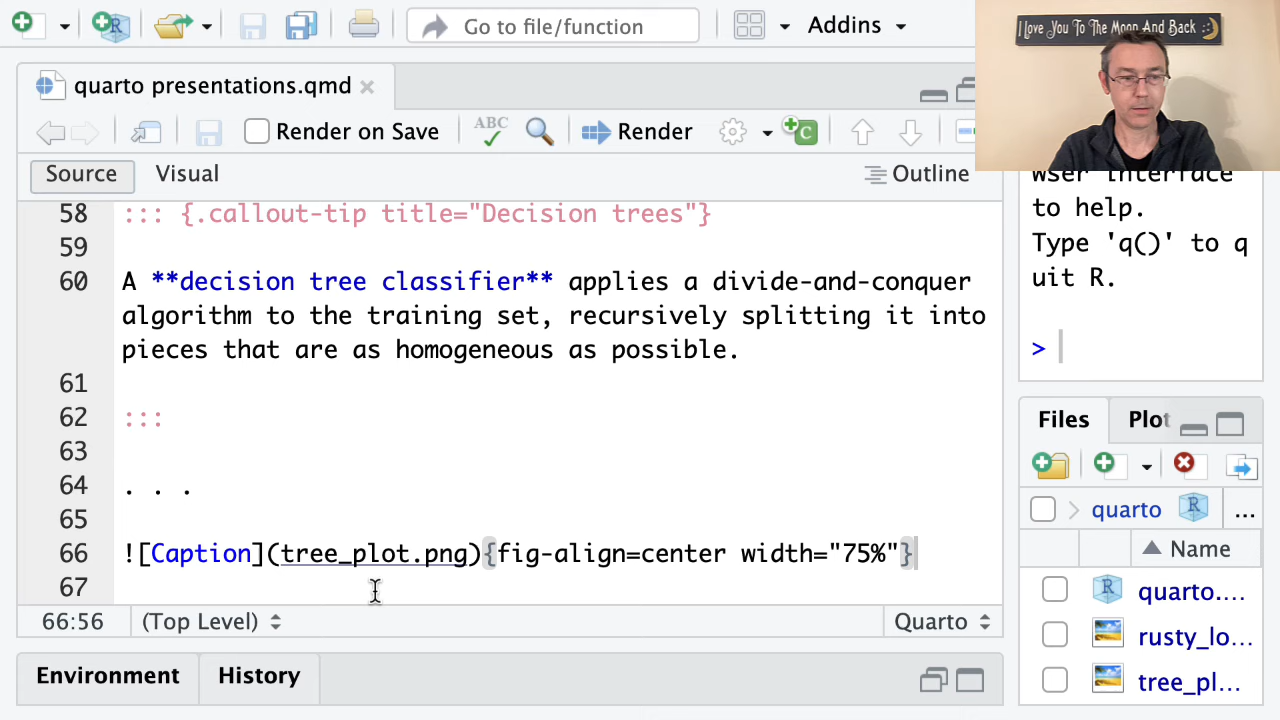 Go to file/function
Addins
I Love You To The Moon And Back
quarto presentations.qmd
ABC
Render on Save
Render
Source
Visual
Outline
58 ::: {.callout-tip title="Decision trees"}
59
60 A **decision tree classifier** applies a divide-and-conquer
algorithm to the training set, recursively splitting it into
pieces that are as homogeneous as possible.
61
62 :::
63
64 . . .
65
66 ![Caption](tree_plot.png){fig-align=center width="75%"}
67
66:56
(Top Level)
Quarto
Environment
History
wser interface
to help.
Type 'q()' to q
uit R.
>
Files
Plot
quarto
...
Name
quarto....
rusty_lo...
tree_pl...